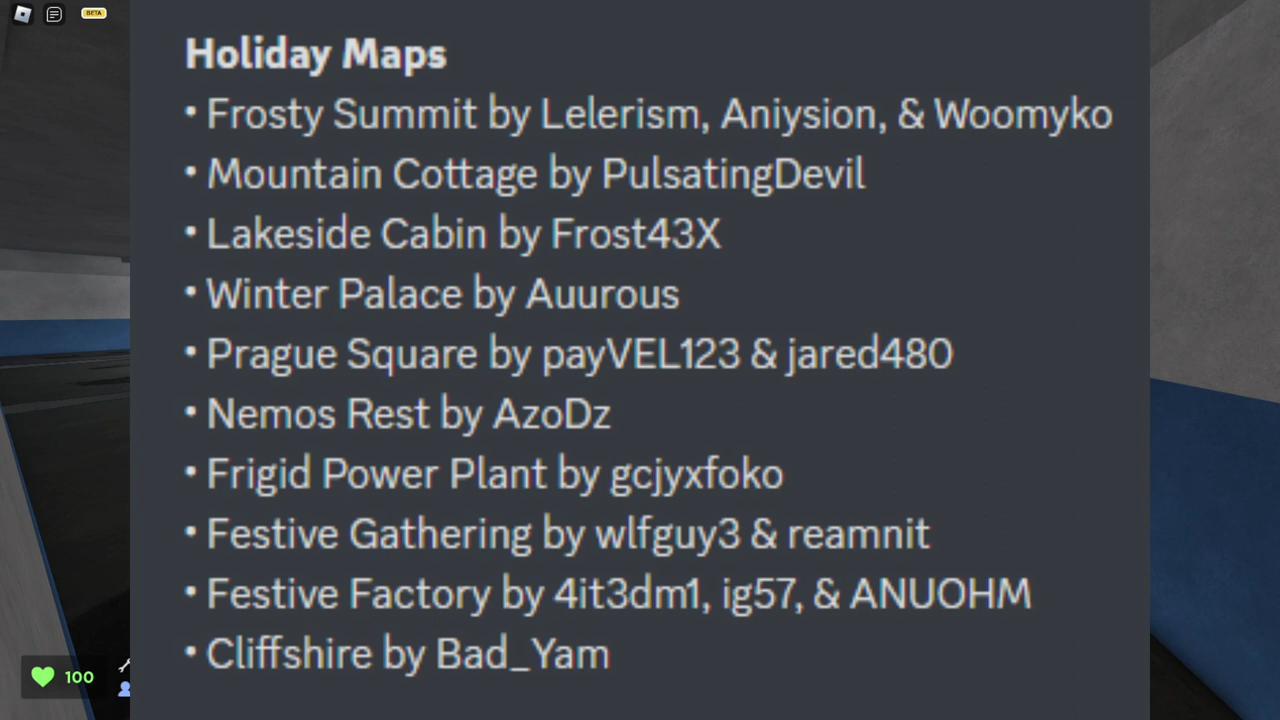 BETA
Holiday Maps
• Frosty Summit by Lelerism, Aniysion, & Woomyko
• Mountain Cottage by PulsatingDevil
• Lakeside Cabin by Frost43X
• Winter Palace by Auurous
• Prague Square by payVEL123 & jared480
• Nemos Rest by AzoDz
• Frigid Power Plant by gcjyxfoko
• Festive Gathering by wlfguy3 & reamnit
• Festive Factory by 4it3dm1, ig57, & ANUOHM
• Cliffshire by Bad_Yam
100